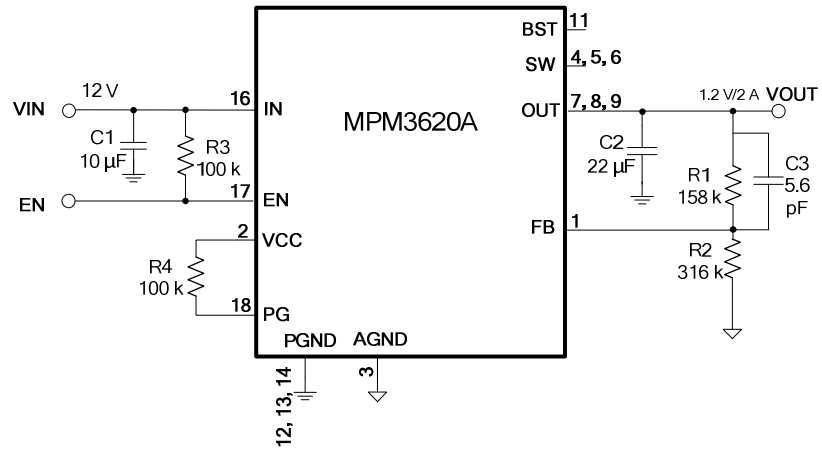 BST
11
SW
4, 5, 6
VIN
12 V
16
IN
MPM3620A
OUT
7, 8, 9
1.2 V/2 A
VOUT
C1
10 µF
R3
100 k
C2
22 µF
R1
158 k
C3
5.6
pF
EN
17
EN
2
VCC
FB
1
R4
100 k
R2
316 k
18
PG
PGND
AGND
12, 13, 14
3